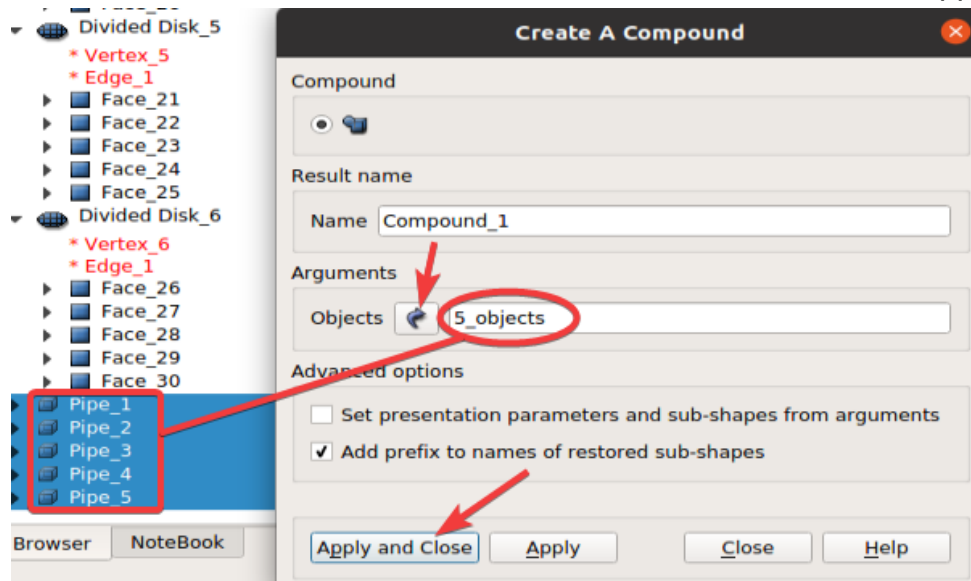 Divided Disk_5
* Vertex_5
* Edge_1
Face_21
Face_22
Face_23
Face_24
Face_25
Divided Disk_6
* Vertex_6
* Edge_1
Face_26
Face_27
Face_28
Face_29
Face_30
Pipe_1
Pipe_2
Pipe_3
Pipe_4
Pipe_5
Browser
NoteBook
Create A Compound
Compound
Result name
Name Compound_1
Arguments
Objects 5_objects
Advanced options
Set presentation parameters and sub-shapes from arguments
Add prefix to names of restored sub-shapes
Apply and Close Apply Close Help